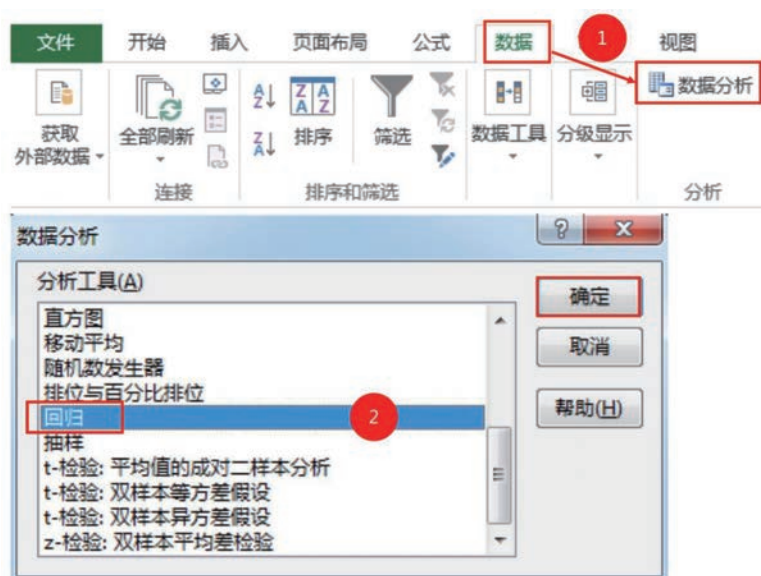 文件 开始 插入 页面布局 公式 数据 1 视图
获取
外部数据
全部刷新
连接
A
Z
Z
A
Z A
A Z
排序
筛选
排序和筛选
数据工具
分级显示
数据分析
分析
数据分析
? X
分析工具(A)
直方图
移动平均
随机数发生器
排位与百分比排位
回归 2
抽样
t-检验: 平均值的成对二样本分析
t-检验: 双样本等方差假设
t-检验: 双样本异方差假设
z-检验: 双样本平均差检验
确定
取消
帮助(H)